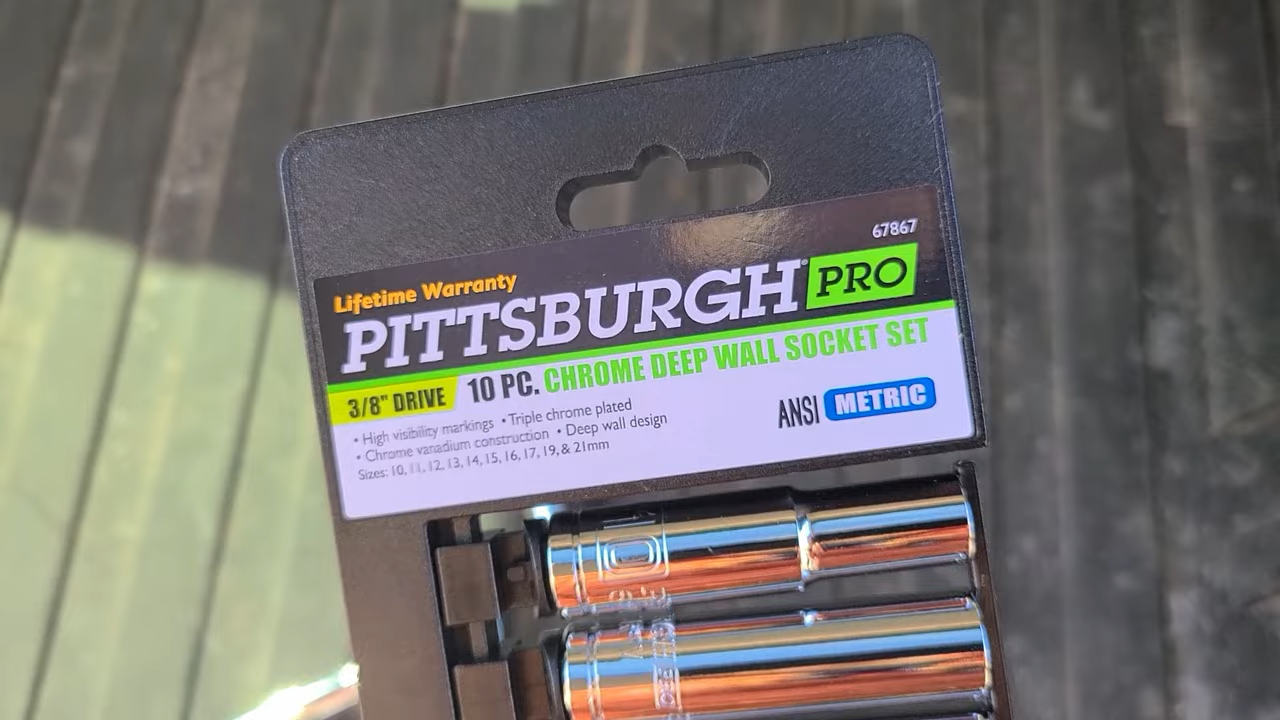 67867
Lifetime Warranty
PITTSBURGH® PRO
3/8" DRIVE 10 PC. CHROME DEEP WALL SOCKET SET
• High visibility markings • Triple chrome plated
• Chrome vanadium construction • Deep wall design
Sizes: 10, 11, 12, 13, 14, 15, 16, 17, 19, & 21mm
ANSI METRIC